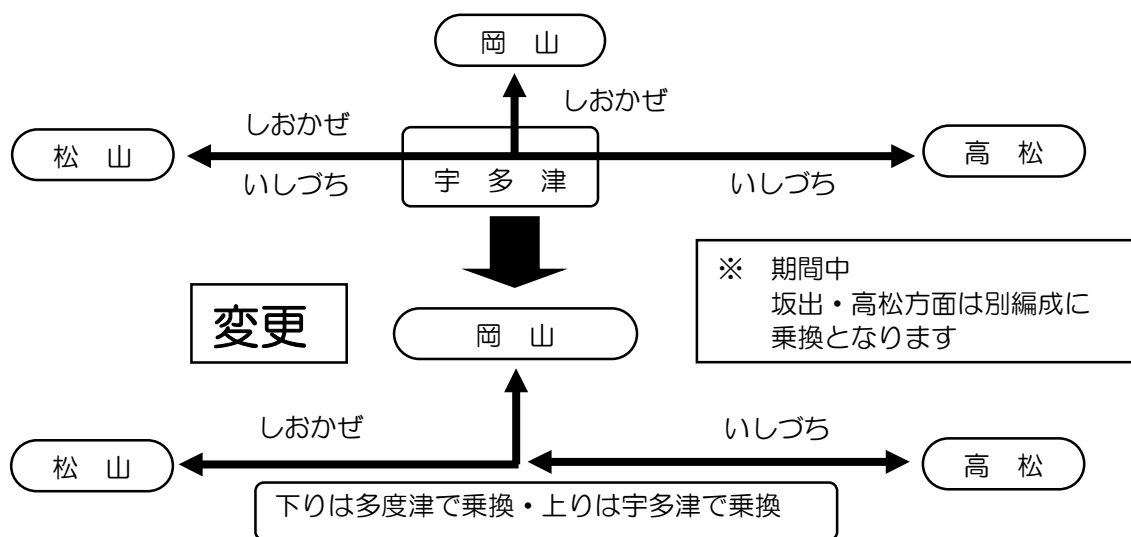 岡 山
しおかぜ
しおかぜ
松 山
高 松
いしづち
宇 多 津
いしづち
※ 期間中
坂出・高松方面は別編成に
乗換となります
変更
岡 山
しおかぜ
いしづち
松 山
高 松
下りは多度津で乗換・上りは宇多津で乗換